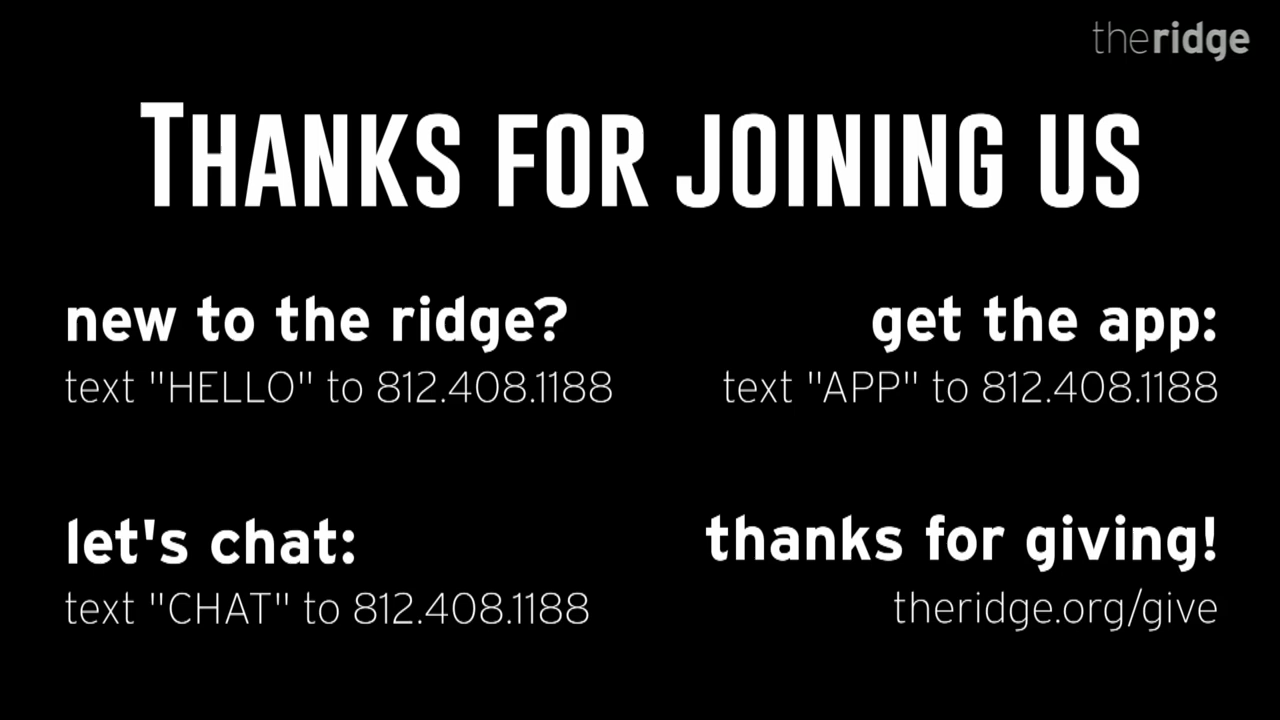 theridge
THANKS FOR JOINING US
new to the ridge?
text "HELLO" to 812.408.1188
get the app:
text "APP" to 812.408.1188
let's chat:
text "CHAT" to 812.408.1188
thanks for giving!
theridge.org/give